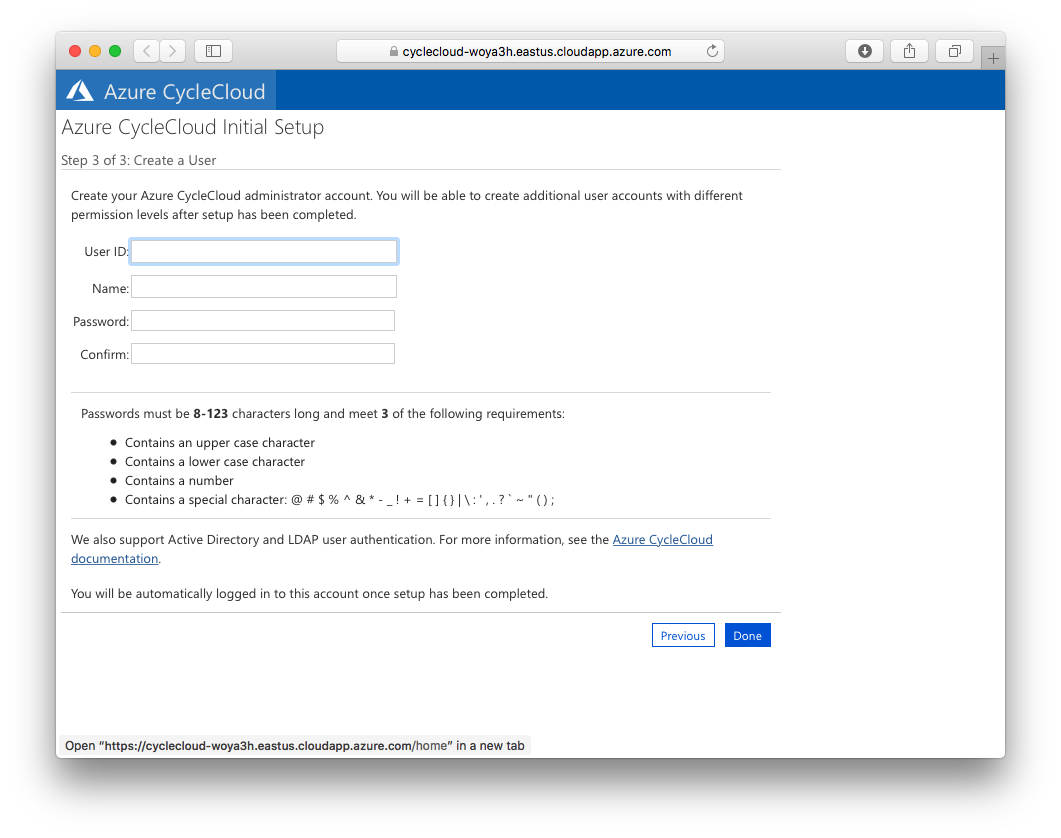 cyclecloud-woya3h.eastus.cloudapp.azure.com
Azure CycleCloud
Azure CycleCloud Initial Setup
Step 3 of 3: Create a User
Create your Azure CycleCloud administrator account. You will be able to create additional user accounts with different
permission levels after setup has been completed.
User ID:
Name:
Password:
Confirm:
Passwords must be 8-123 characters long and meet 3 of the following requirements:
• Contains an upper case character
• Contains a lower case character
• Contains a number
• Contains a special character: @ # $ % ^ & * - _ ! + = [ ] { } | \ : ' , . ? ` ~ " ( ) ;
We also support Active Directory and LDAP user authentication. For more information, see the Azure CycleCloud
documentation.
You will be automatically logged in to this account once setup has been completed.
Previous Done
Open “https://cyclecloud-woya3h.eastus.cloudapp.azure.com/home” in a new tab